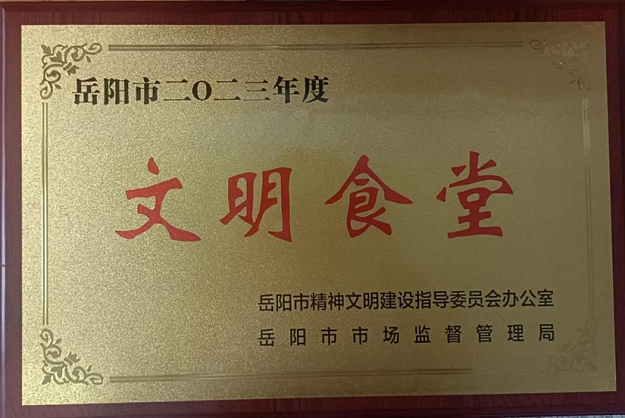 岳阳市二O二三年度
文明食堂
岳阳市精神文明建设指导委员会办公室
岳阳市市场监督管理局